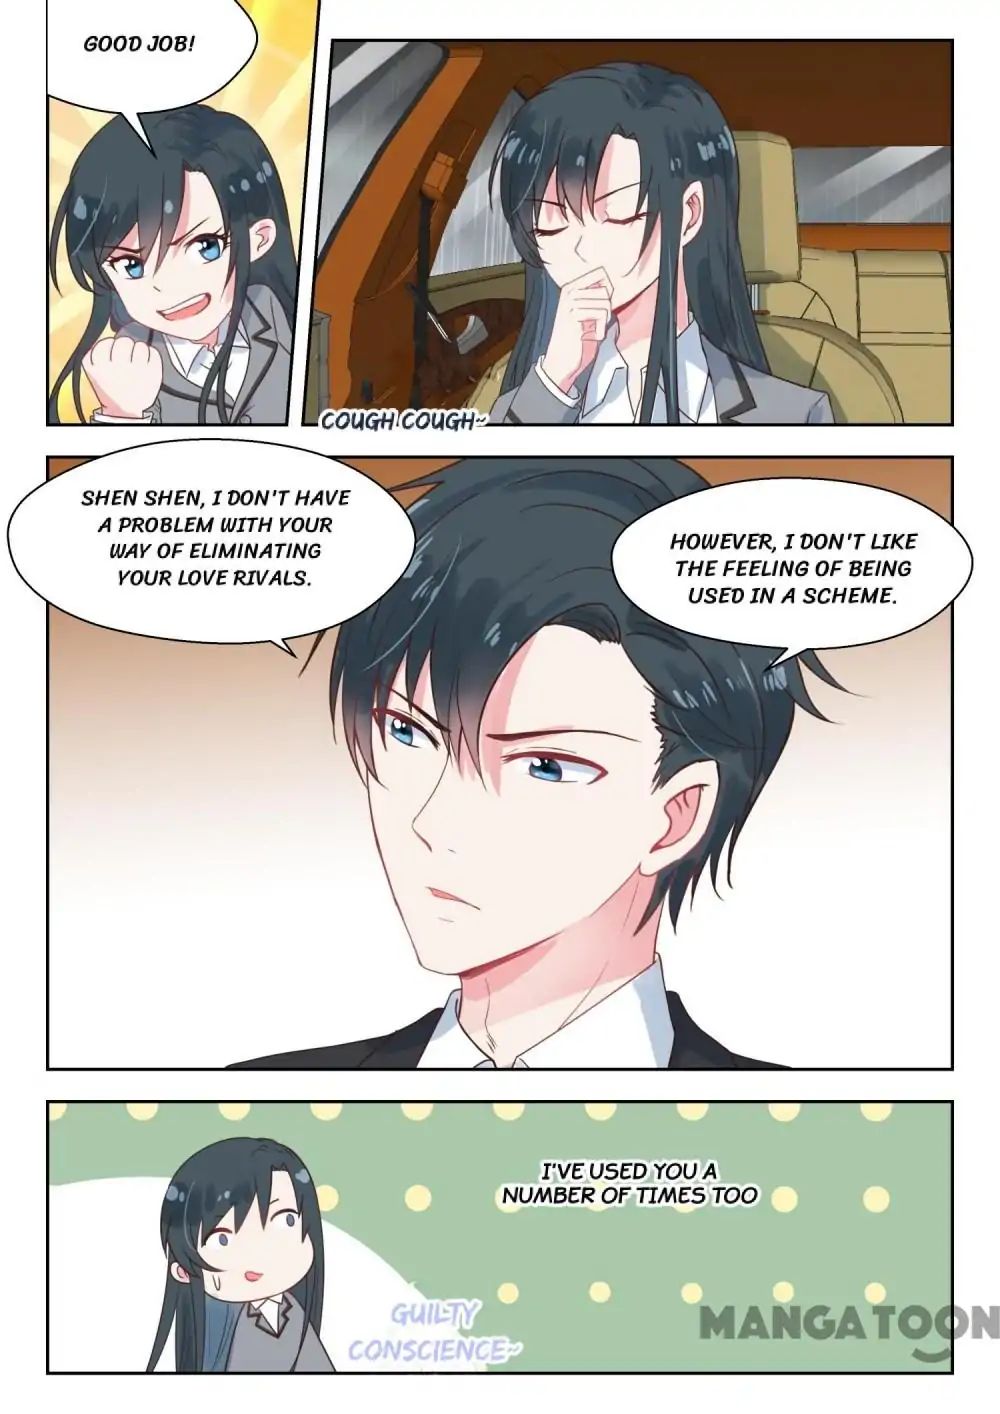 GOOD JOB!
COUGH COUGH~
SHEN SHEN, I DON'T HAVE
A PROBLEM WITH YOUR
WAY OF ELIMINATING
YOUR LOVE RIVALS.
HOWEVER, I DON'T LIKE
THE FEELING OF BEING
USED IN A SCHEME.
I'VE USED YOU A
NUMBER OF TIMES TOO
GUILTY
CONSCIENCE~
MANGATOON